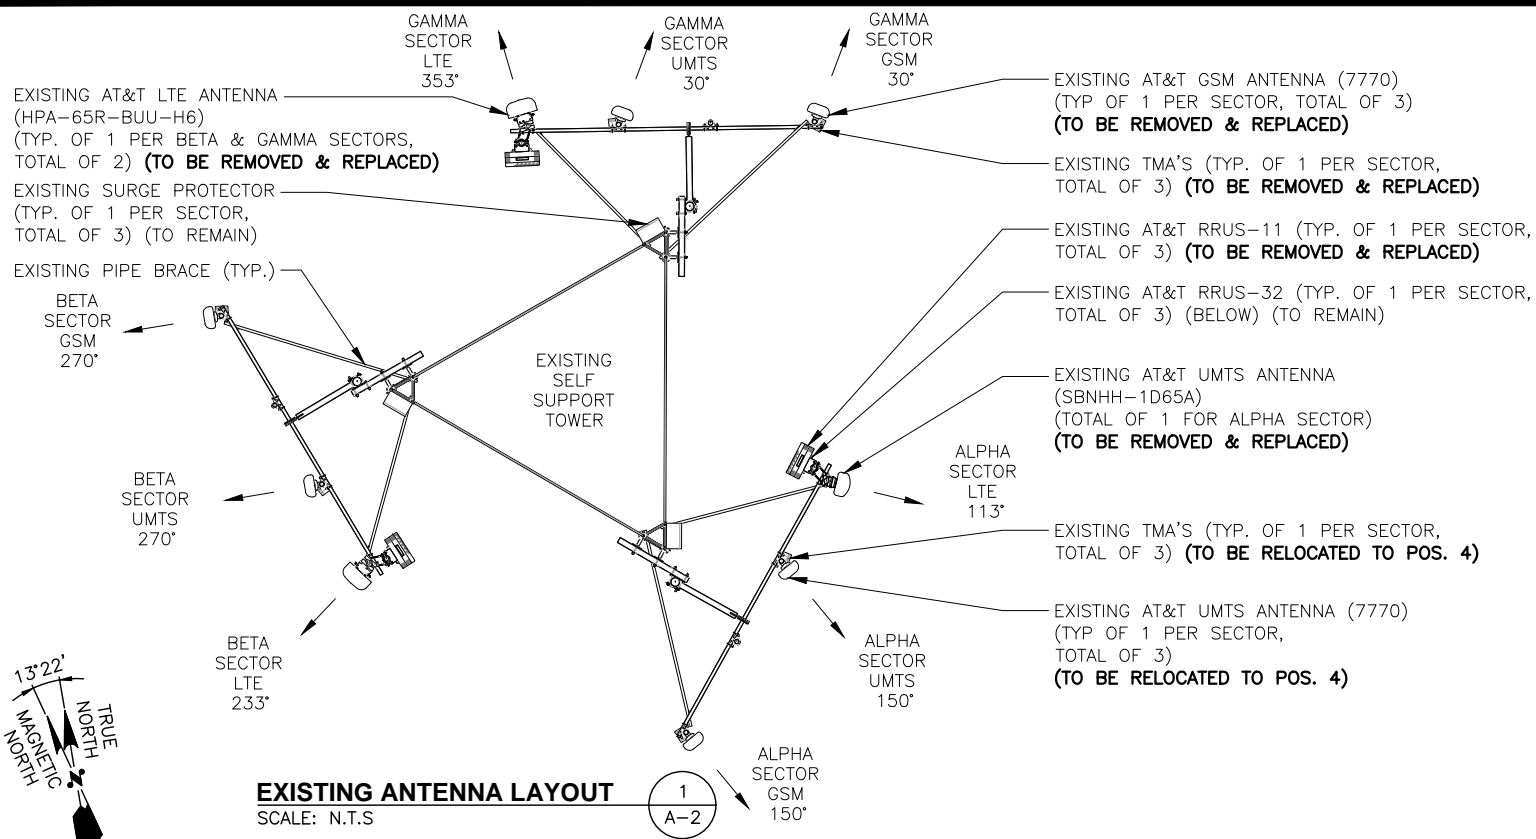 GAMMA
SECTOR
LTE
353°
GAMMA
SECTOR
UMTS
30°
GAMMA
SECTOR
GSM
30°
EXISTING AT&T LTE ANTENNA
(HPA-65R-BUU-H6)
(TYP. OF 1 PER BETA & GAMMA SECTORS,
TOTAL OF 2) (TO BE REMOVED & REPLACED)
EXISTING SURGE PROTECTOR
(TYP. OF 1 PER SECTOR,
TOTAL OF 3) (TO REMAIN)
EXISTING PIPE BRACE (TYP.)
BETA
SECTOR
GSM
270°
BETA
SECTOR
UMTS
270°
BETA
SECTOR
LTE
233°
EXISTING
SELF
SUPPORT
TOWER
EXISTING AT&T GSM ANTENNA (7770)
(TYP OF 1 PER SECTOR, TOTAL OF 3)
(TO BE REMOVED & REPLACED)
EXISTING TMA'S (TYP. OF 1 PER SECTOR,
TOTAL OF 3) (TO BE REMOVED & REPLACED)
EXISTING AT&T RRUS-11 (TYP. OF 1 PER SECTOR,
TOTAL OF 3) (TO BE REMOVED & REPLACED)
EXISTING AT&T RRUS-32 (TYP. OF 1 PER SECTOR,
TOTAL OF 3) (BELOW) (TO REMAIN)
EXISTING AT&T UMTS ANTENNA
(SBNHH-1D65A)
(TOTAL OF 1 FOR ALPHA SECTOR)
(TO BE REMOVED & REPLACED)
ALPHA
SECTOR
LTE
113°
EXISTING TMA'S (TYP. OF 1 PER SECTOR,
TOTAL OF 3) (TO BE RELOCATED TO POS. 4)
EXISTING AT&T UMTS ANTENNA (7770)
(TYP OF 1 PER SECTOR,
TOTAL OF 3)
(TO BE RELOCATED TO POS. 4)
ALPHA
SECTOR
UMTS
150°
ALPHA
SECTOR
GSM
150°
13°22'
TRUE
NORTH
MAGNETIC
NORTH
N
EXISTING ANTENNA LAYOUT
SCALE: N.T.S
1
A-2